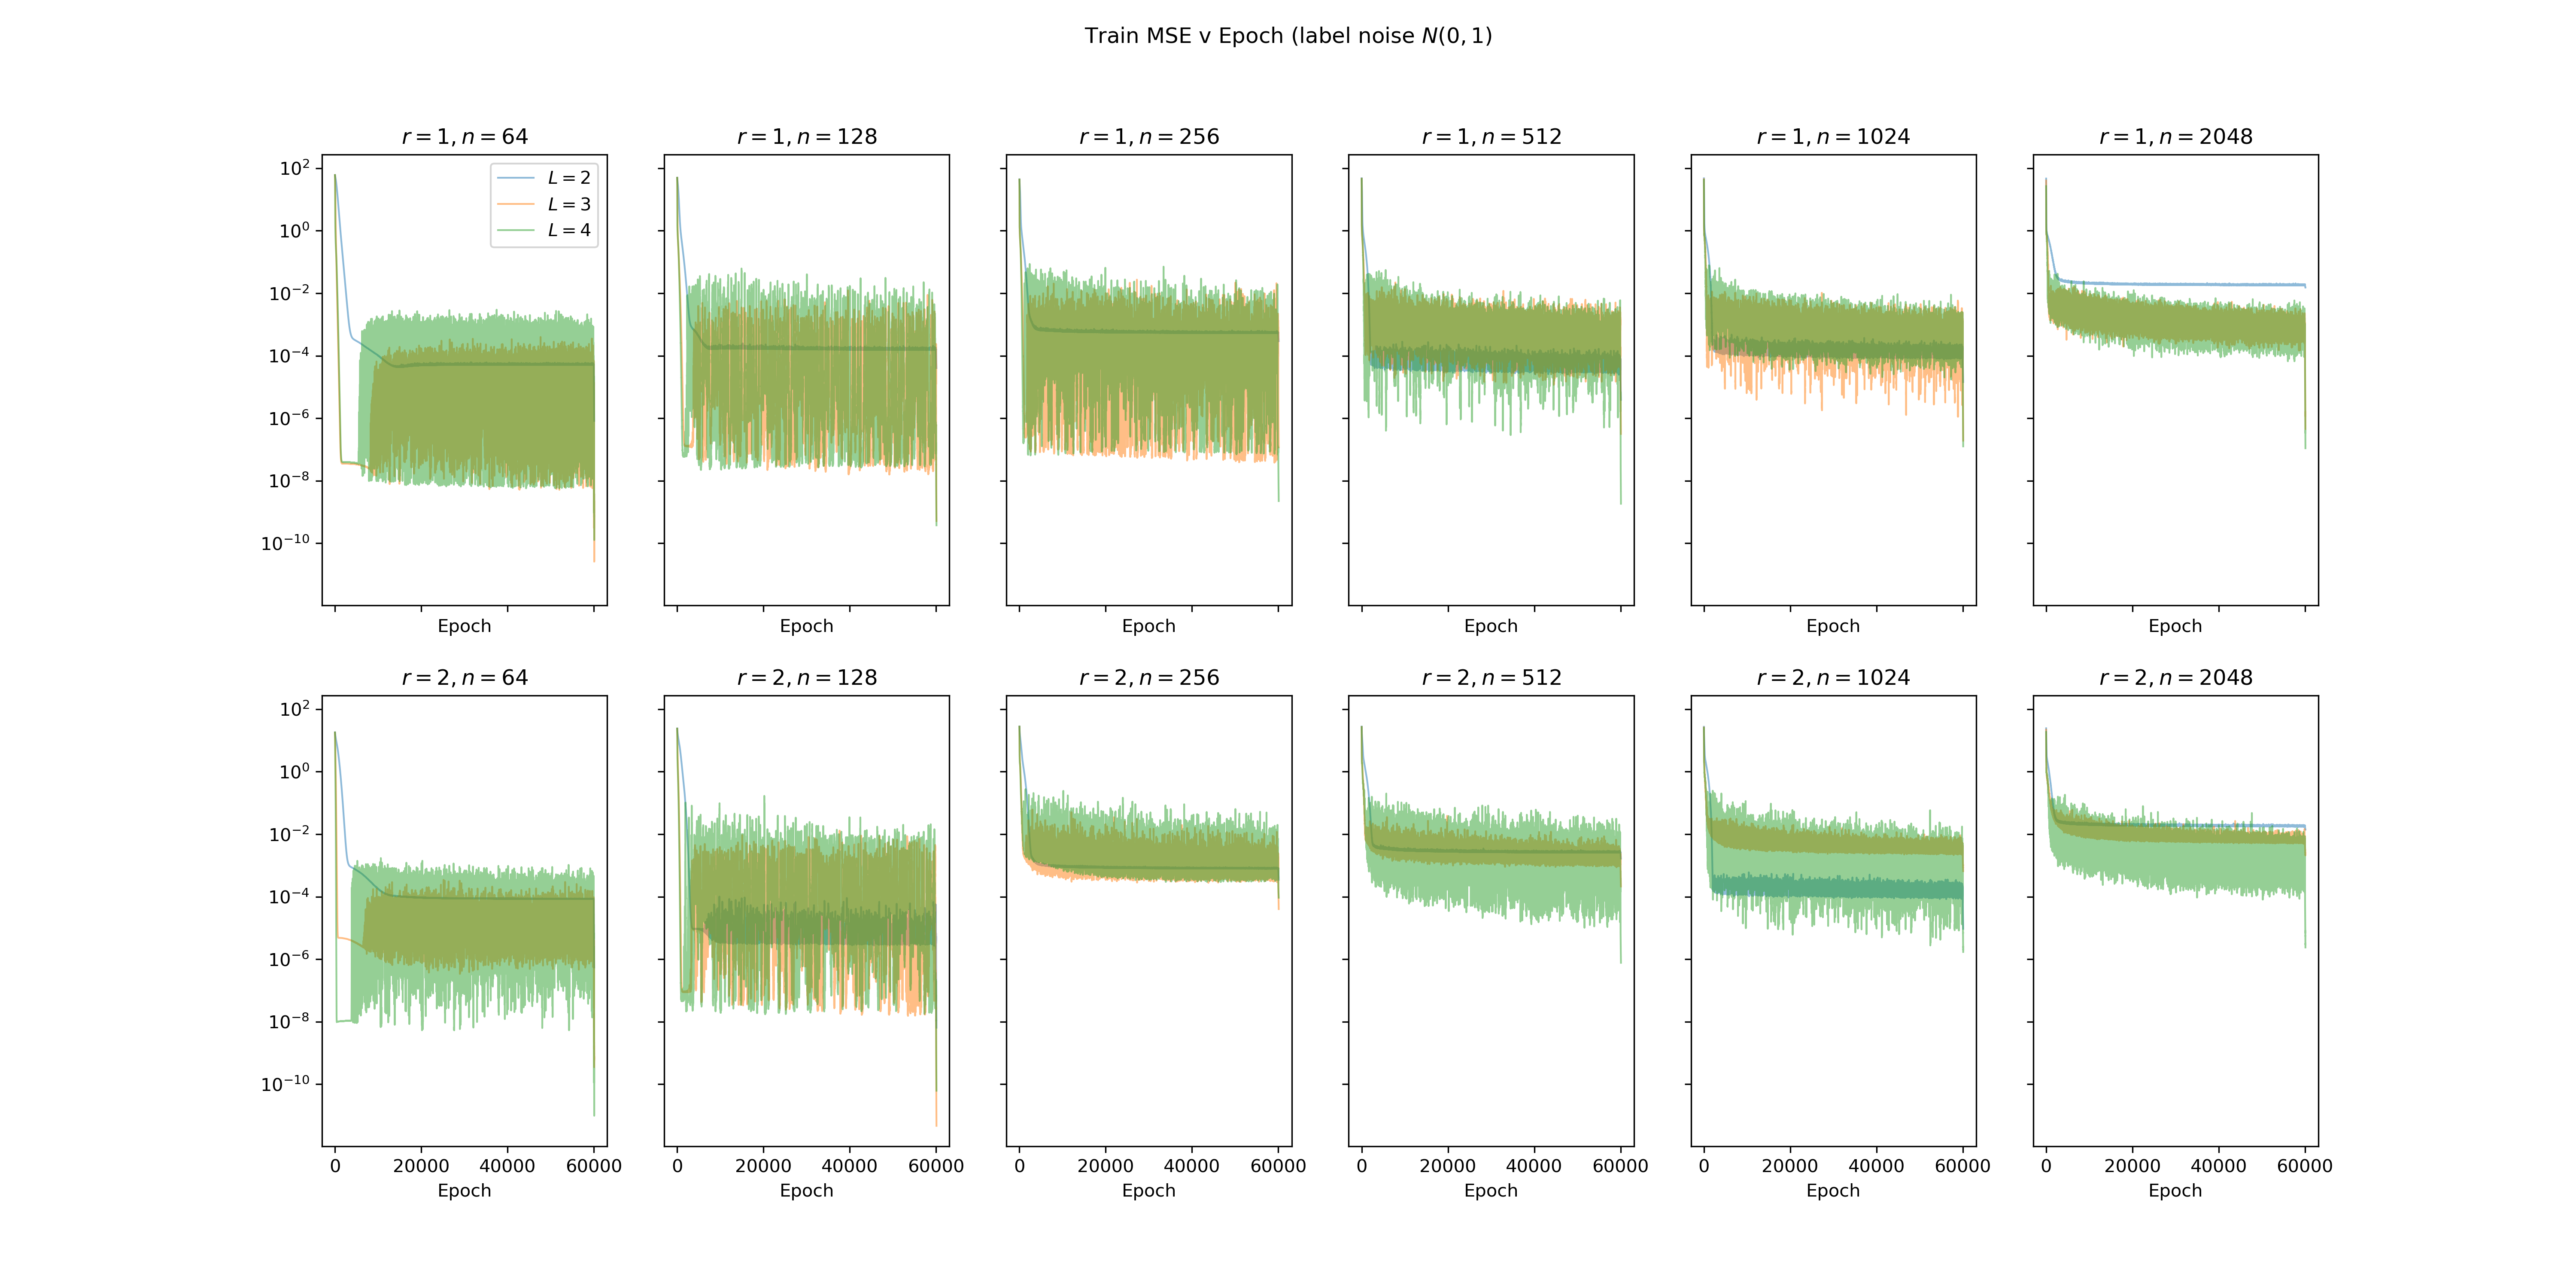 Train MSE v Epoch (label noise N(0, 1)
r = 1, n = 64
r = 1, n = 128
r = 1, n = 256
r = 1, n = 512
r = 1, n = 1024
r = 1, n = 2048
10^2
10^0
10^−2
10^−4
10^−6
10^−8
10^−10
L = 2
L = 3
L = 4
Epoch
Epoch
Epoch
Epoch
Epoch
Epoch
r = 2, n = 64
r = 2, n = 128
r = 2, n = 256
r = 2, n = 512
r = 2, n = 1024
r = 2, n = 2048
10^2
10^0
10^−2
10^−4
10^−6
10^−8
10^−10
0 20000 40000 60000
0 20000 40000 60000
0 20000 40000 60000
0 20000 40000 60000
0 20000 40000 60000
0 20000 40000 60000
Epoch
Epoch
Epoch
Epoch
Epoch
Epoch